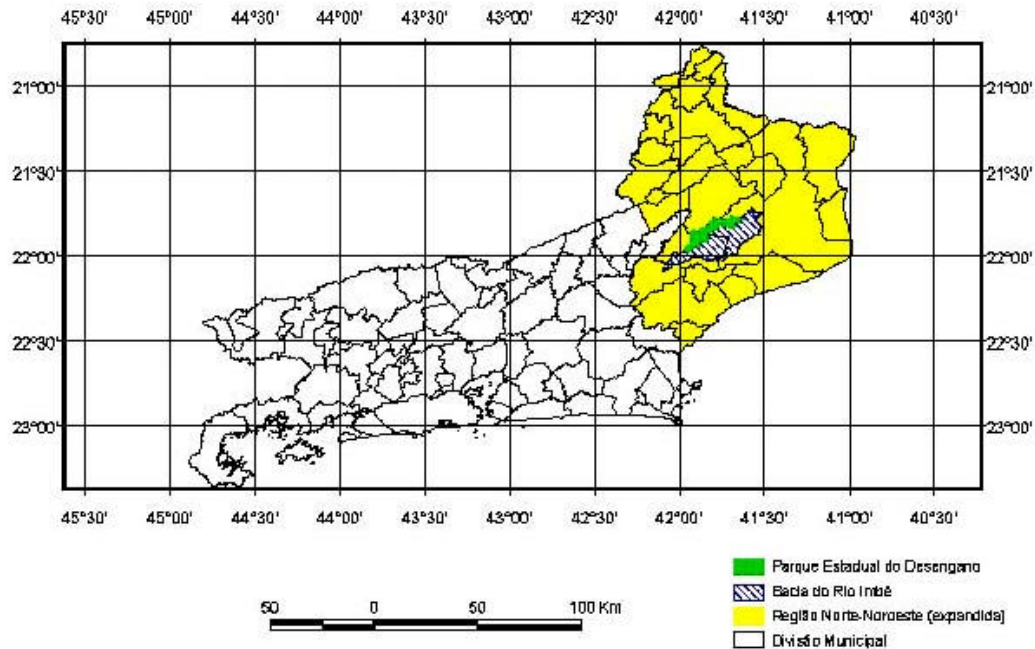 45°30' 45°00' 44°30' 44°00' 43°30' 43°00' 42°30' 42°00' 41°30' 41°00' 40°30'
21°00' 21°00'
21°30' 21°30'
22°00' 22°00'
22°30' 22°30'
23°00' 23°00'
45°30' 45°00' 44°30' 44°00' 43°30' 43°00' 42°30' 42°00' 41°30' 41°00' 40°30'
Parque Estadual do Desengano
Bacia do Rio Imbé
50 0 50 100 Km
Região Norte-Noroeste (expandida)
Divisão Municipal